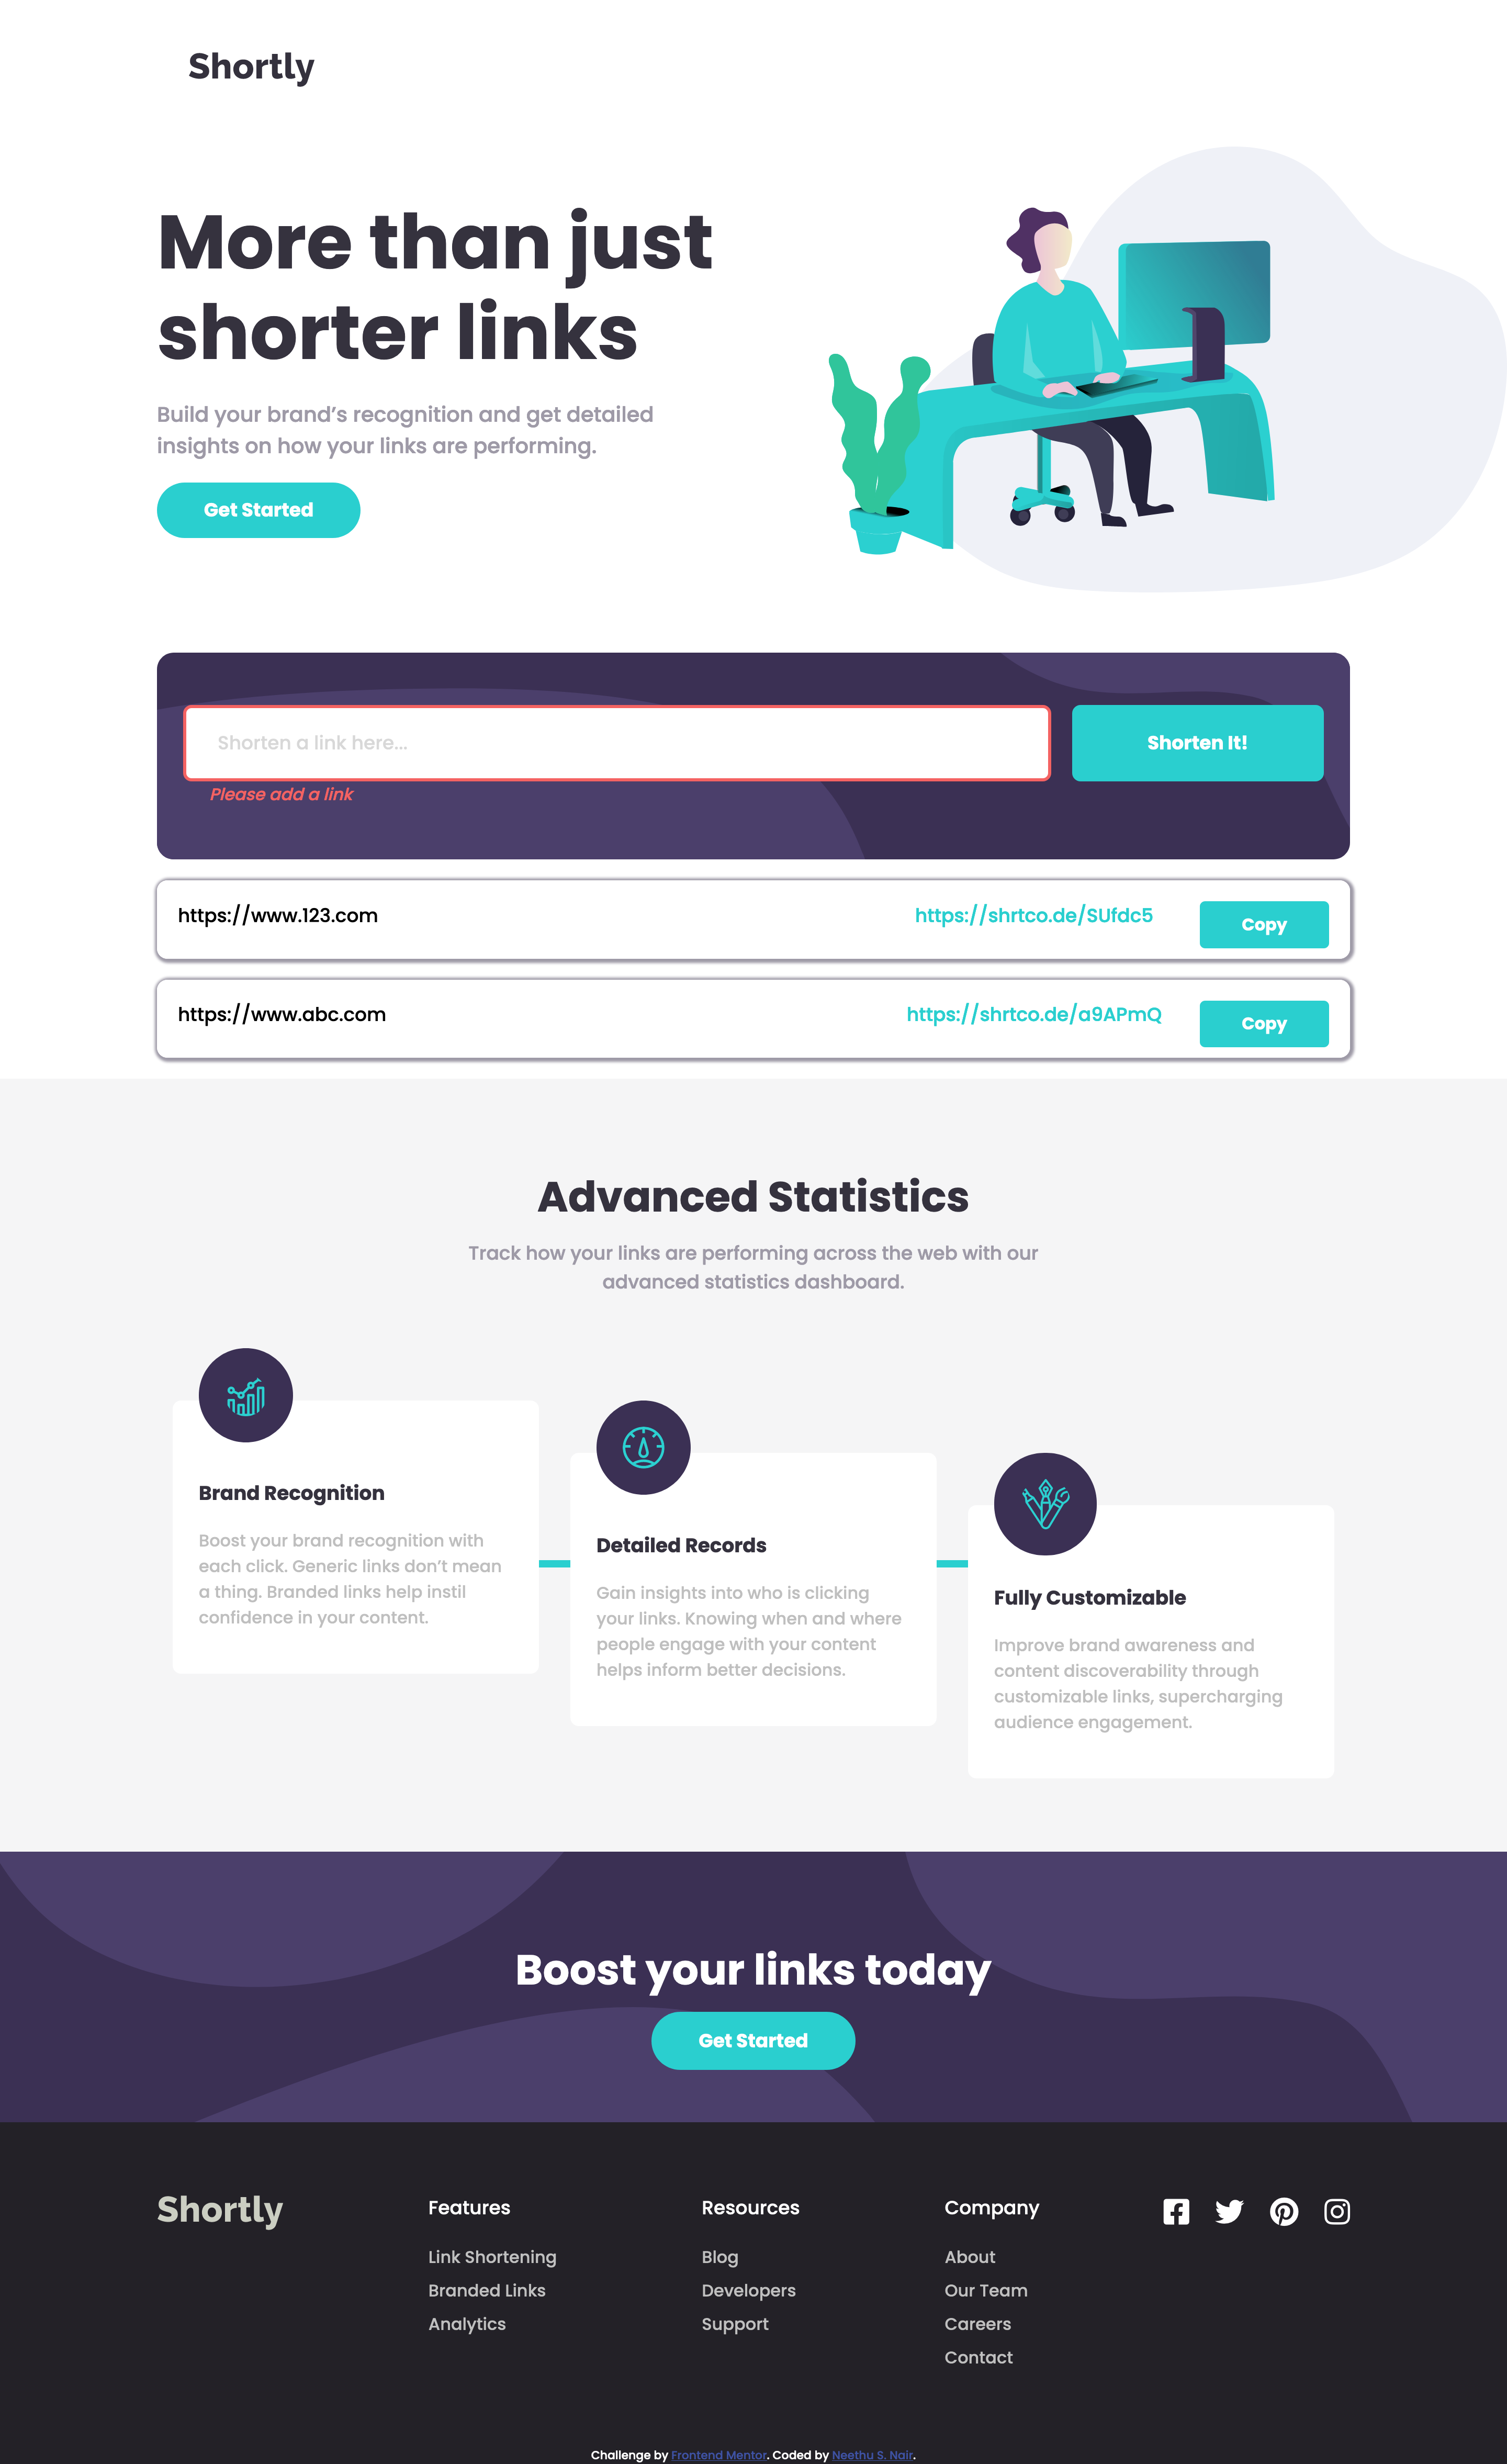 Shortly
More than just
shorter links
Build your brand’s recognition and get detailed
insights on how your links are performing.
Get Started
Shorten a link here...
Shorten It!
Please add a link
https://www.123.com
https://shrtco.de/SUfdc5
Copy
https://www.abc.com
https://shrtco.de/a9APmQ
Copy
Advanced Statistics
Track how your links are performing across the web with our
advanced statistics dashboard.
Brand Recognition
Boost your brand recognition with
each click. Generic links don’t mean
a thing. Branded links help instil
confidence in your content.
Detailed Records
Gain insights into who is clicking
your links. Knowing when and where
people engage with your content
helps inform better decisions.
Fully Customizable
Improve brand awareness and
content discoverability through
customizable links, supercharging
audience engagement.
Boost your links today
Get Started
Shortly
Features
Link Shortening
Branded Links
Analytics
Resources
Blog
Developers
Support
Company
About
Our Team
Careers
Contact
Challenge by Frontend Mentor. Coded by Neethu S. Nair.